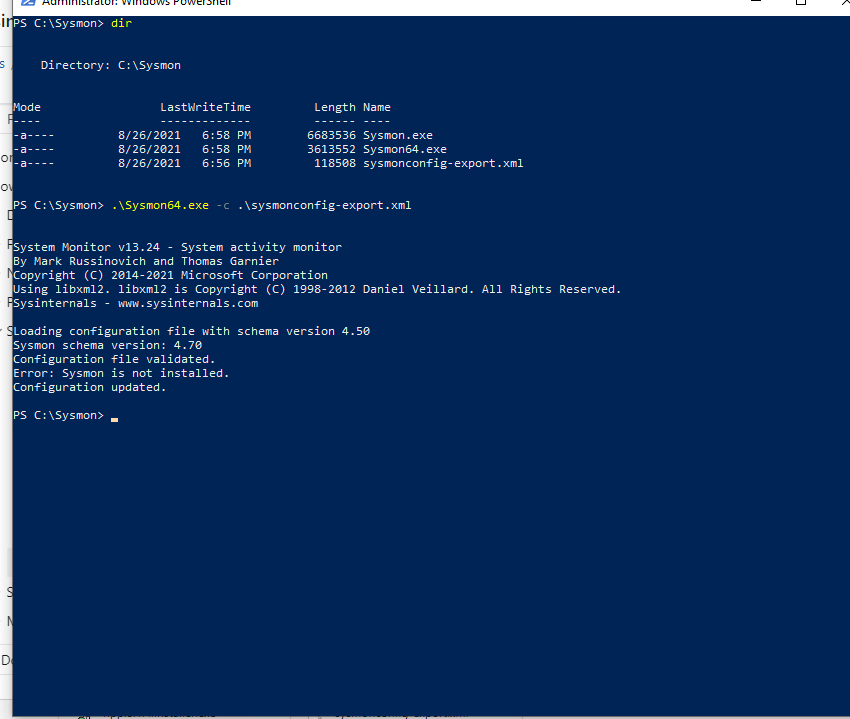 Administrator: Windows PowerShell
PS C:\Sysmon> dir
Directory: C:\Sysmon
Mode                 LastWriteTime         Length Name
----                 -------------         ------ ----
-a----         8/26/2021   6:58 PM        6683536 Sysmon.exe
-a----         8/26/2021   6:58 PM        3613552 Sysmon64.exe
-a----         8/26/2021   6:56 PM         118508 sysmonconfig-export.xml
PS C:\Sysmon> .\Sysmon64.exe -c .\sysmonconfig-export.xml
System Monitor v13.24 - System activity monitor
By Mark Russinovich and Thomas Garnier
Copyright (C) 2014-2021 Microsoft Corporation
Using libxml2. libxml2 is Copyright (C) 1998-2012 Daniel Veillard. All Rights Reserved.
Sysinternals - www.sysinternals.com
Loading configuration file with schema version 4.50
Sysmon schema version: 4.70
Configuration file validated.
Error: Sysmon is not installed.
Configuration updated.
PS C:\Sysmon>